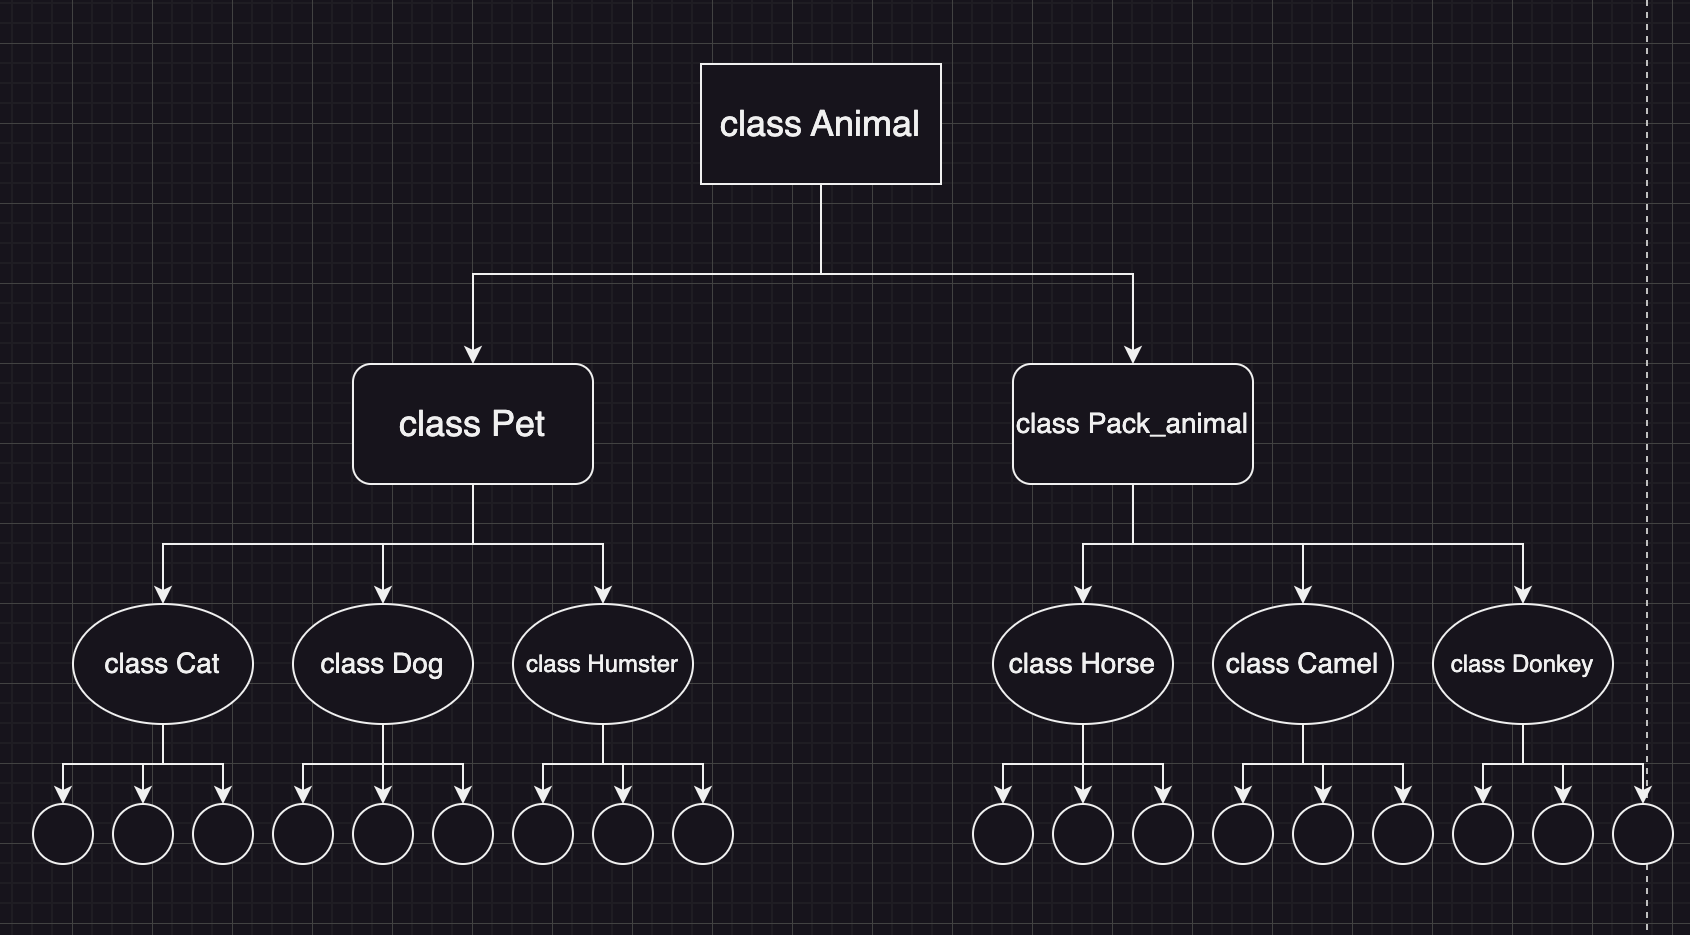 class Animal
class Pet
class Pack_animal
class Cat
class Dog
class Humster
class Horse
class Camel
class Donkey